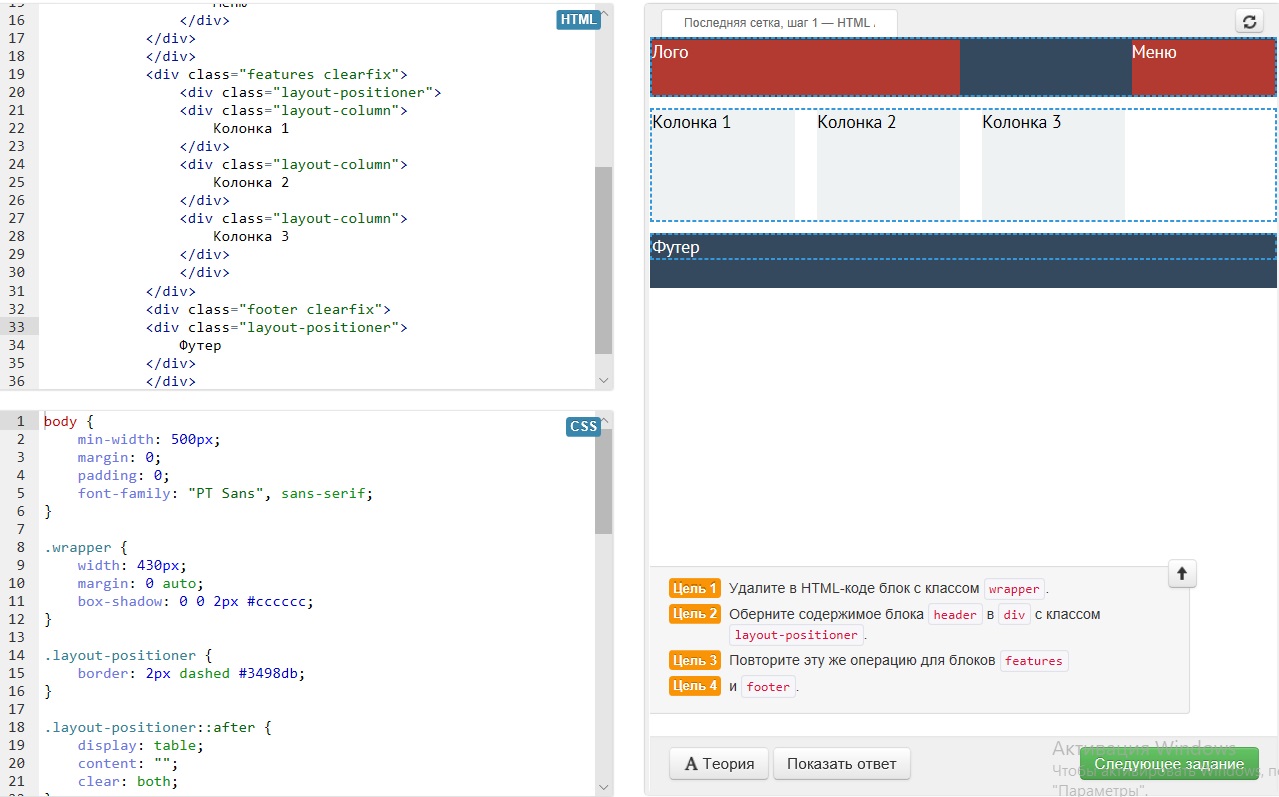 15 Меню
16 </div>
17 </div>
18 </div>
19 <div class="features clearfix">
20 <div class="layout-positioner">
21 <div class="layout-column">
22 Колонка 1
23 </div>
24 <div class="layout-column">
25 Колонка 2
26 </div>
27 <div class="layout-column">
28 Колонка 3
29 </div>
30 </div>
31 </div>
32 <div class="footer clearfix">
33 <div class="layout-positioner">
34 Футер
35 </div>
36 </div>
HTML
1 body {
2 min-width: 500px;
3 margin: 0;
4 padding: 0;
5 font-family: "PT Sans", sans-serif;
6 }
7
8 .wrapper {
9 width: 430px;
10 margin: 0 auto;
11 box-shadow: 0 0 2px #cccccc;
12 }
13
14 .layout-positioner {
15 border: 2px dashed #3498db;
16 }
17
18 .layout-positioner::after {
19 display: table;
20 content: "";
21 clear: both;
CSS
Последняя сетка, шаг 1 — HTML .
Лого Меню
Колонка 1 Колонка 2 Колонка 3
Футер
Цель 1 Удалите в HTML-коде блок с классом wrapper.
Цель 2 Оберните содержимое блока header в div с классом
layout-positioner.
Цель 3 Повторите эту же операцию для блоков features
Цель 4 и footer.
А Теория Показать ответ Следующее задание
Активация Windows
Чтобы активировать Windows, п
"Параметры".